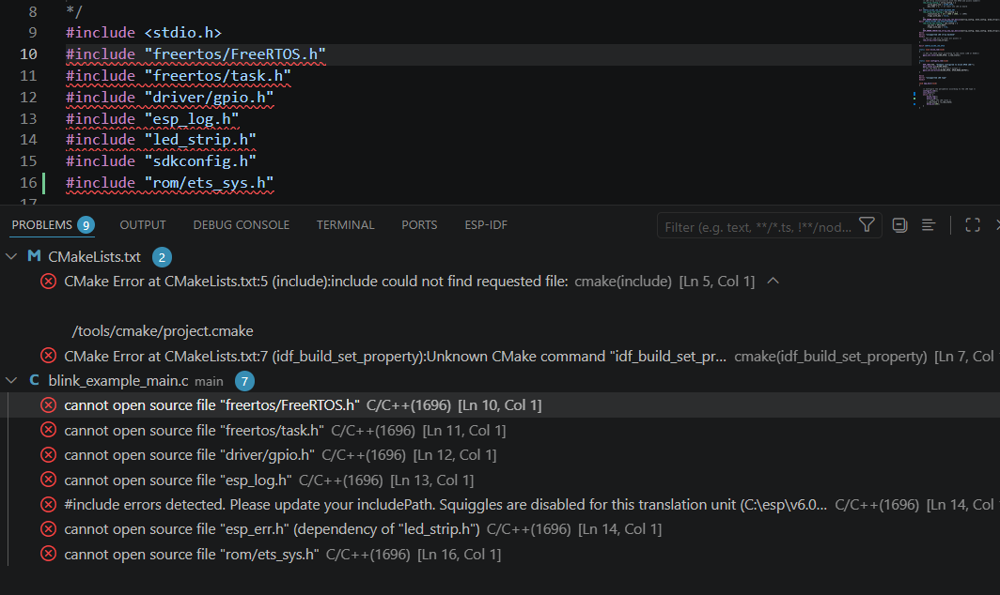 8 */
9 #include <stdio.h>
10 #include "freertos/FreeRTOS.h"
11 #include "freertos/task.h"
12 #include "driver/gpio.h"
13 #include "esp_log.h"
14 #include "led_strip.h"
15 #include "sdkconfig.h"
16 #include "rom/ets_sys.h"
17
PROBLEMS 9 OUTPUT DEBUG CONSOLE TERMINAL PORTS ESP-IDF Filter (e.g. text, **/*.ts, !**/nod...
CMakeLists.txt 2
CMake Error at CMakeLists.txt:5 (include):include could not find requested file: cmake(include) [Ln 5, Col 1]
/tools/cmake/project.cmake
CMake Error at CMakeLists.txt:7 (idf_build_set_property):Unknown CMake command "idf_build_set_pr... cmake(idf_build_set_property) [Ln 7, Col
C blink_example_main.c main 7
cannot open source file "freertos/FreeRTOS.h" C/C++(1696) [Ln 10, Col 1]
cannot open source file "freertos/task.h" C/C++(1696) [Ln 11, Col 1]
cannot open source file "driver/gpio.h" C/C++(1696) [Ln 12, Col 1]
cannot open source file "esp_log.h" C/C++(1696) [Ln 13, Col 1]
#include errors detected. Please update your includePath. Squiggles are disabled for this translation unit (C:\esp\v6.0... C/C++(1696) [Ln 14, Col
cannot open source file "esp_err.h" (dependency of "led_strip.h") C/C++(1696) [Ln 14, Col 1]
cannot open source file "rom/ets_sys.h" C/C++(1696) [Ln 16, Col 1]